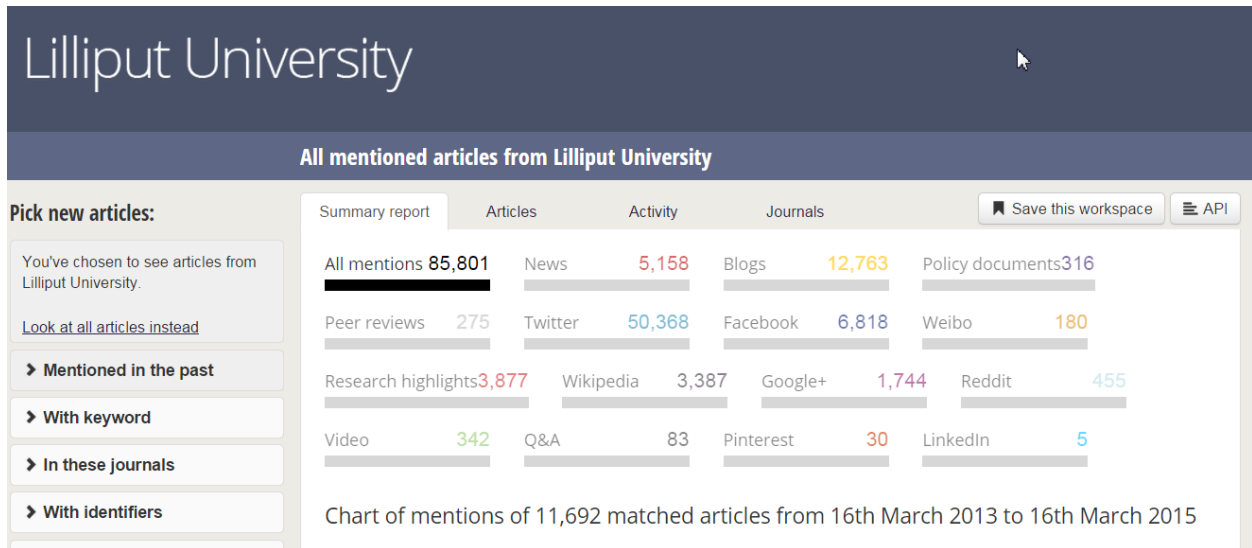 Lilliput University
All mentioned articles from Lilliput University
Pick new articles:
You've chosen to see articles from
Lilliput University.
Look at all articles instead
Mentioned in the past
With keyword
In these journals
With identifiers
Summary report Articles Activity Journals Save this workspace API
All mentions 85,801 News 5,158 Blogs 12,763 Policy documents 316
Peer reviews 275 Twitter 50,368 Facebook 6,818 Weibo 180
Research highlights 3,877 Wikipedia 3,387 Google+ 1,744 Reddit 455
Video 342 Q&A 83 Pinterest 30 LinkedIn 5
Chart of mentions of 11,692 matched articles from 16th March 2013 to 16th March 2015